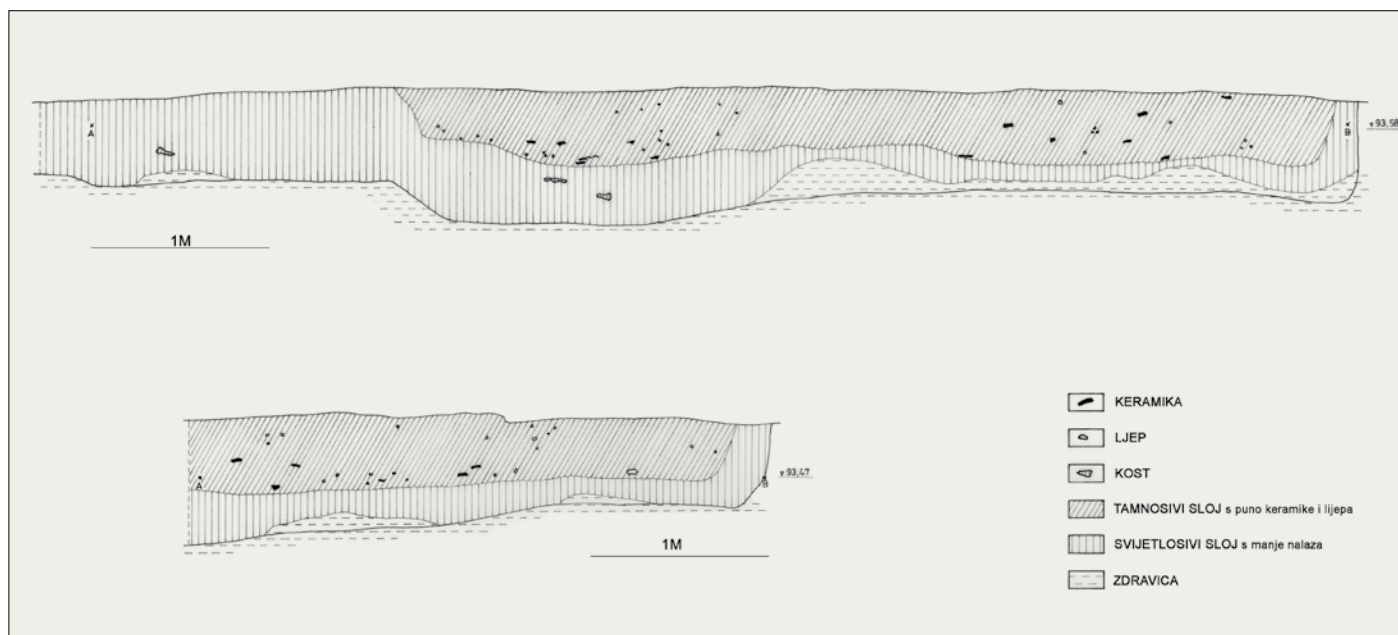 A
B
▿ 93,58
1M
A
B
▿ 93,47
1M
KERAMIKA
LJEP
KOST
TAMNOSIVI SLOJ s puno keramike i lijepa
SVIJETLOSIVI SLOJ s manje nalaza
ZDRAVICA